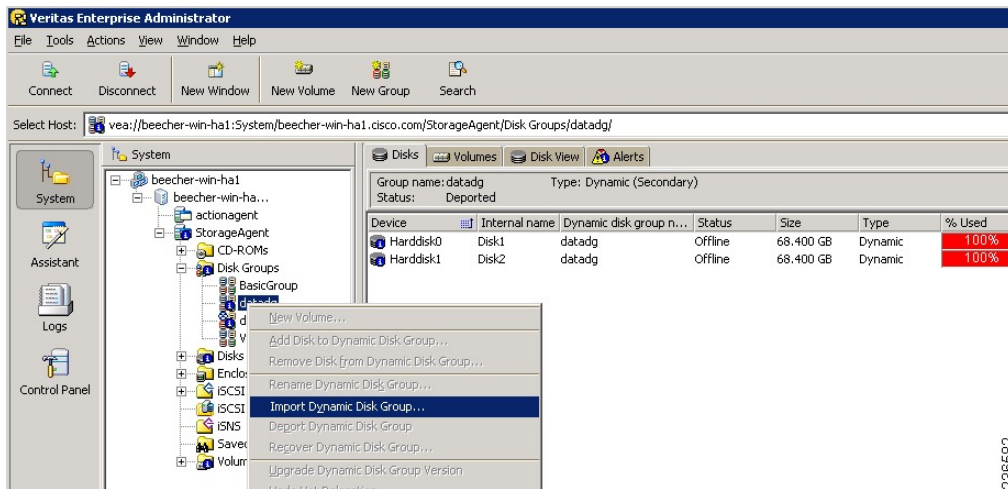 Veritas Enterprise Administrator
File Tools Actions View Window Help
Connect Disconnect New Window New Volume New Group Search
Select Host: vea://beecher-win-ha1:System/beecher-win-ha1.cisco.com/StorageAgent/Disk Groups/datadg/
System
Assistant
Logs
Control Panel
System
beecher-win-ha1
beecher-win-ha...
actionagent
StorageAgent
CD-ROMs
Disk Groups
BasicGroup
datadg
d
V
Disks
Enclo
iSCSI
iSCSI
iSNS
Saved
Volum
New Volume...
Add Disk to Dynamic Disk Group...
Remove Disk from Dynamic Disk Group...
Rename Dynamic Disk Group...
Import Dynamic Disk Group...
Deport Dynamic Disk Group
Recover Dynamic Disk Group...
Upgrade Dynamic Disk Group Version
Undo Hot Relocation
Disks Volumes Disk View Alerts
Group name: datadg Type: Dynamic (Secondary)
Status: Deported
Device Internal name Dynamic disk group n... Status Size Type % Used
Harddisk0 Disk1 datadg Offline 68.400 GB Dynamic 100%
Harddisk1 Disk2 datadg Offline 68.400 GB Dynamic 100%